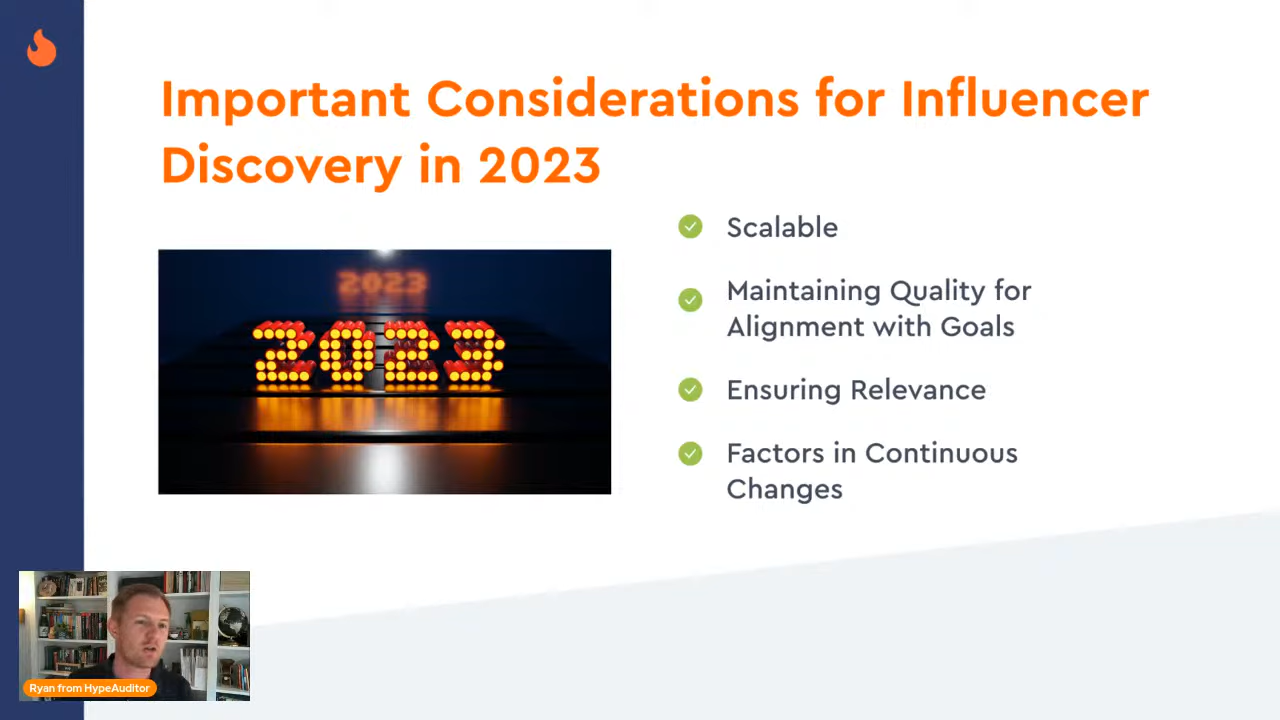 Important Considerations for Influencer
Discovery in 2023
2023
2023
Scalable
Maintaining Quality for
Alignment with Goals
Ensuring Relevance
Factors in Continuous
Changes
Ryan from HypeAuditor